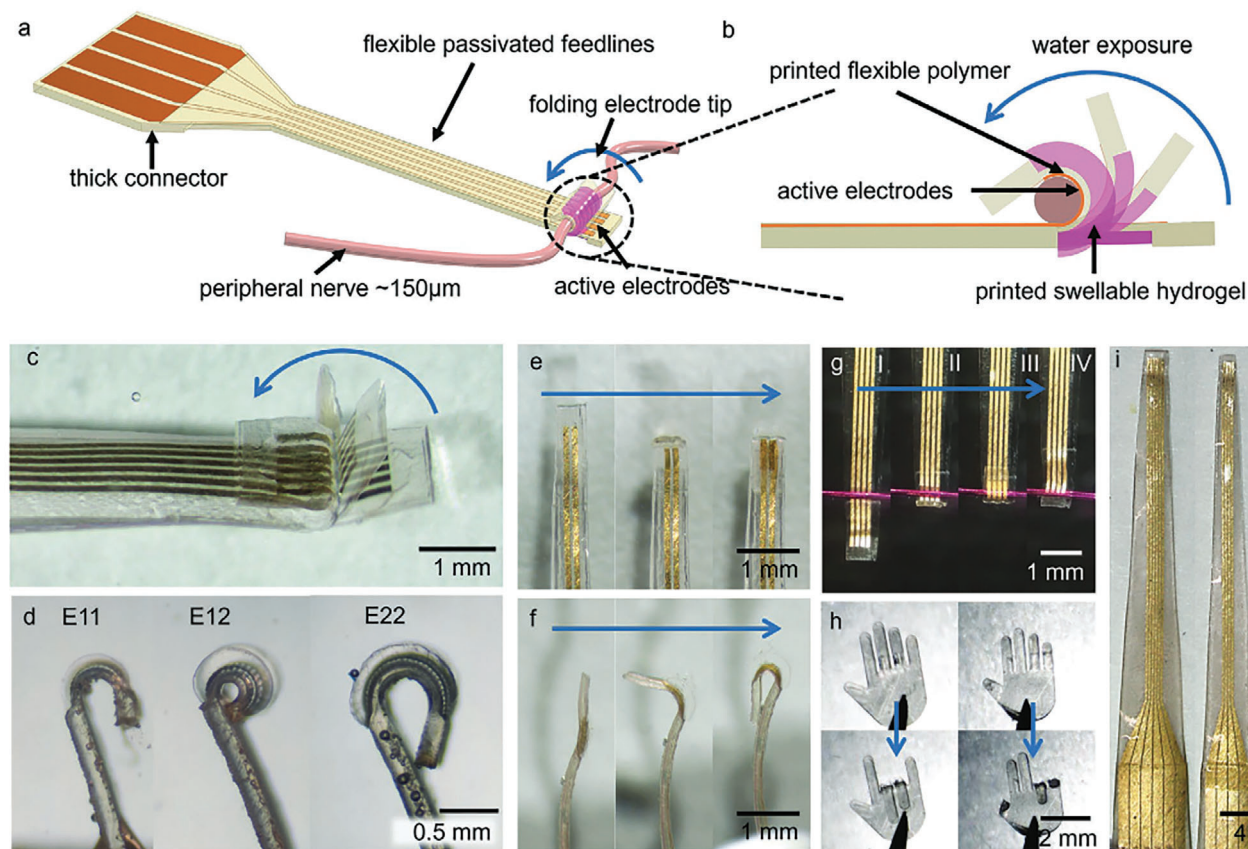 a
flexible passivated feedlines
folding electrode tip
thick connector
peripheral nerve ~150µm
active electrodes
b
water exposure
printed flexible polymer
active electrodes
printed swellable hydrogel
c
1 mm
d
E11
E12
E22
0.5 mm
e
1 mm
f
1 mm
g
I
II
III
IV
1 mm
h
2 mm
i
4